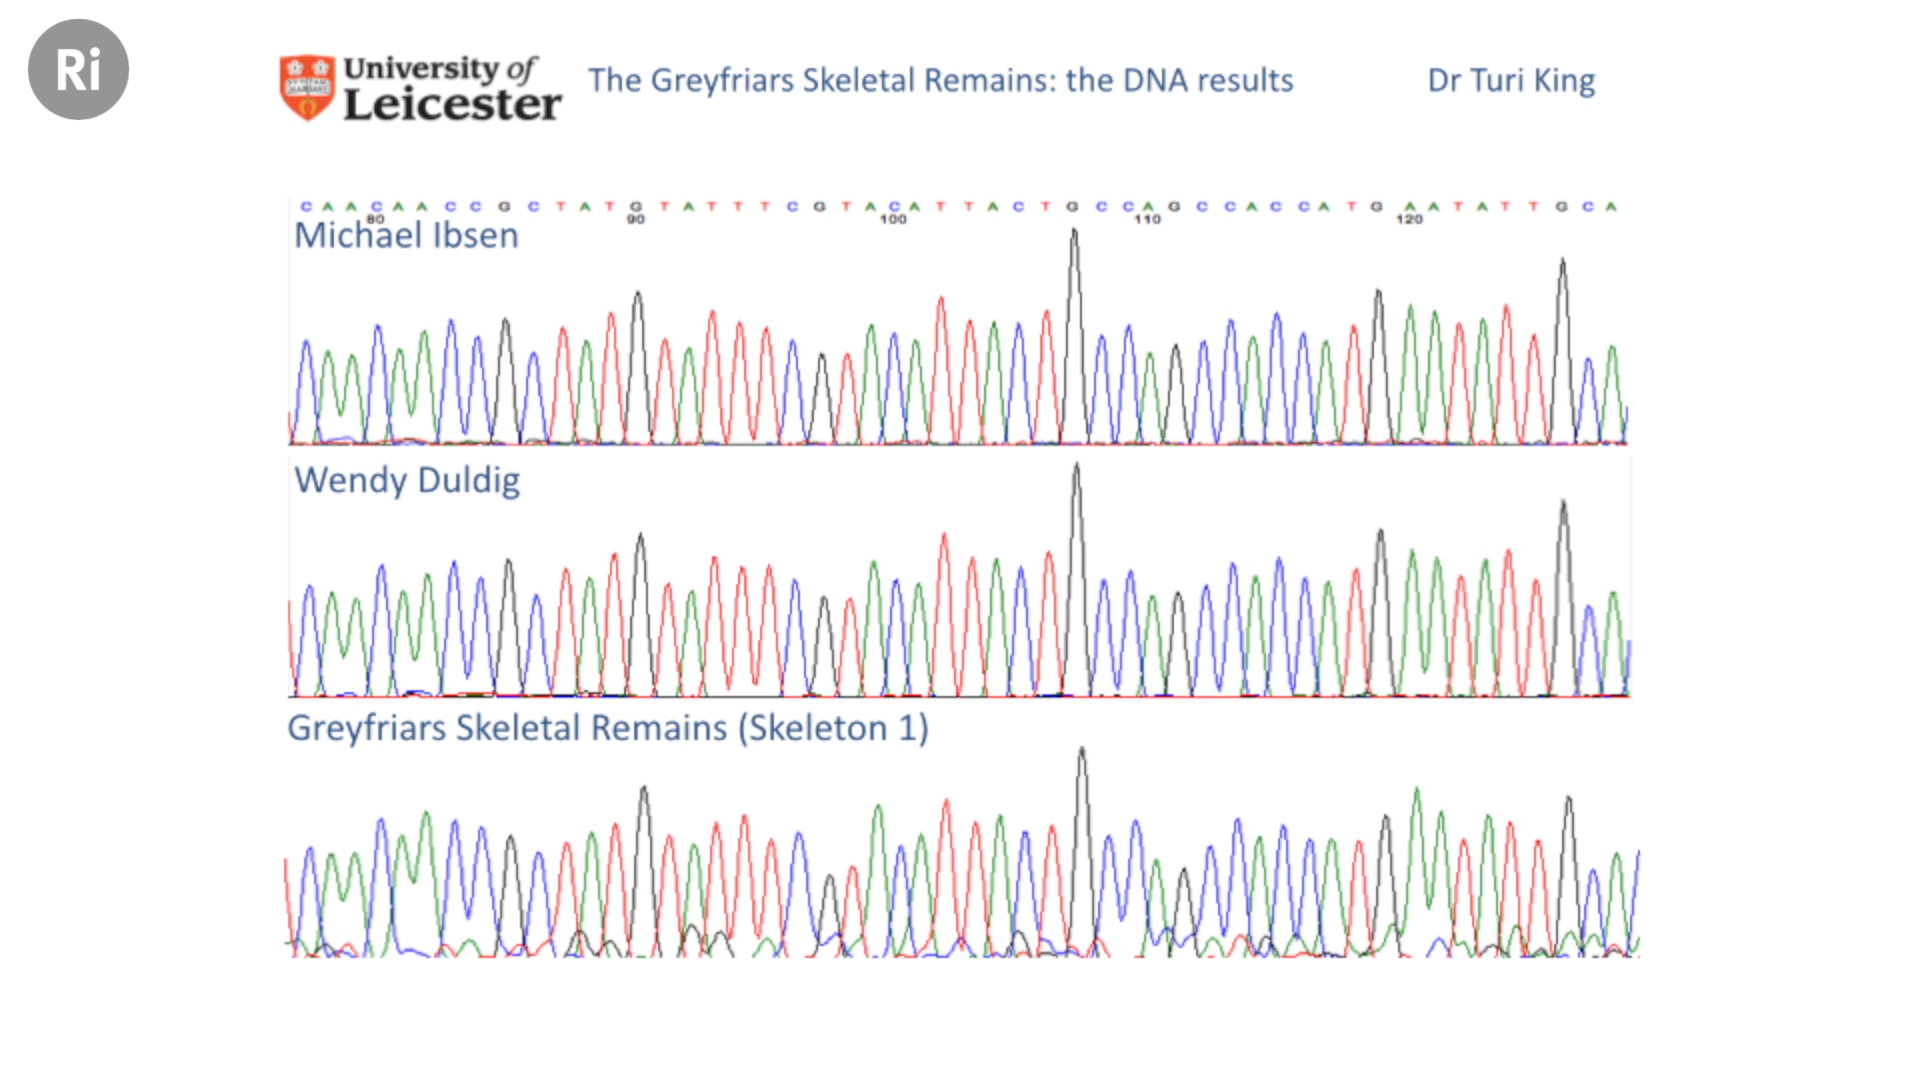 Ri
University of
Leicester
The Greyfriars Skeletal Remains: the DNA results
Dr Turi King
C A A C A A C C G C T A T G T A T T T C G T A C A T T A C T G C C A G C C A C C A T G A A T A T T G C A
80 90 100 110 120
Michael Ibsen
Wendy Duldig
Greyfriars Skeletal Remains (Skeleton 1)